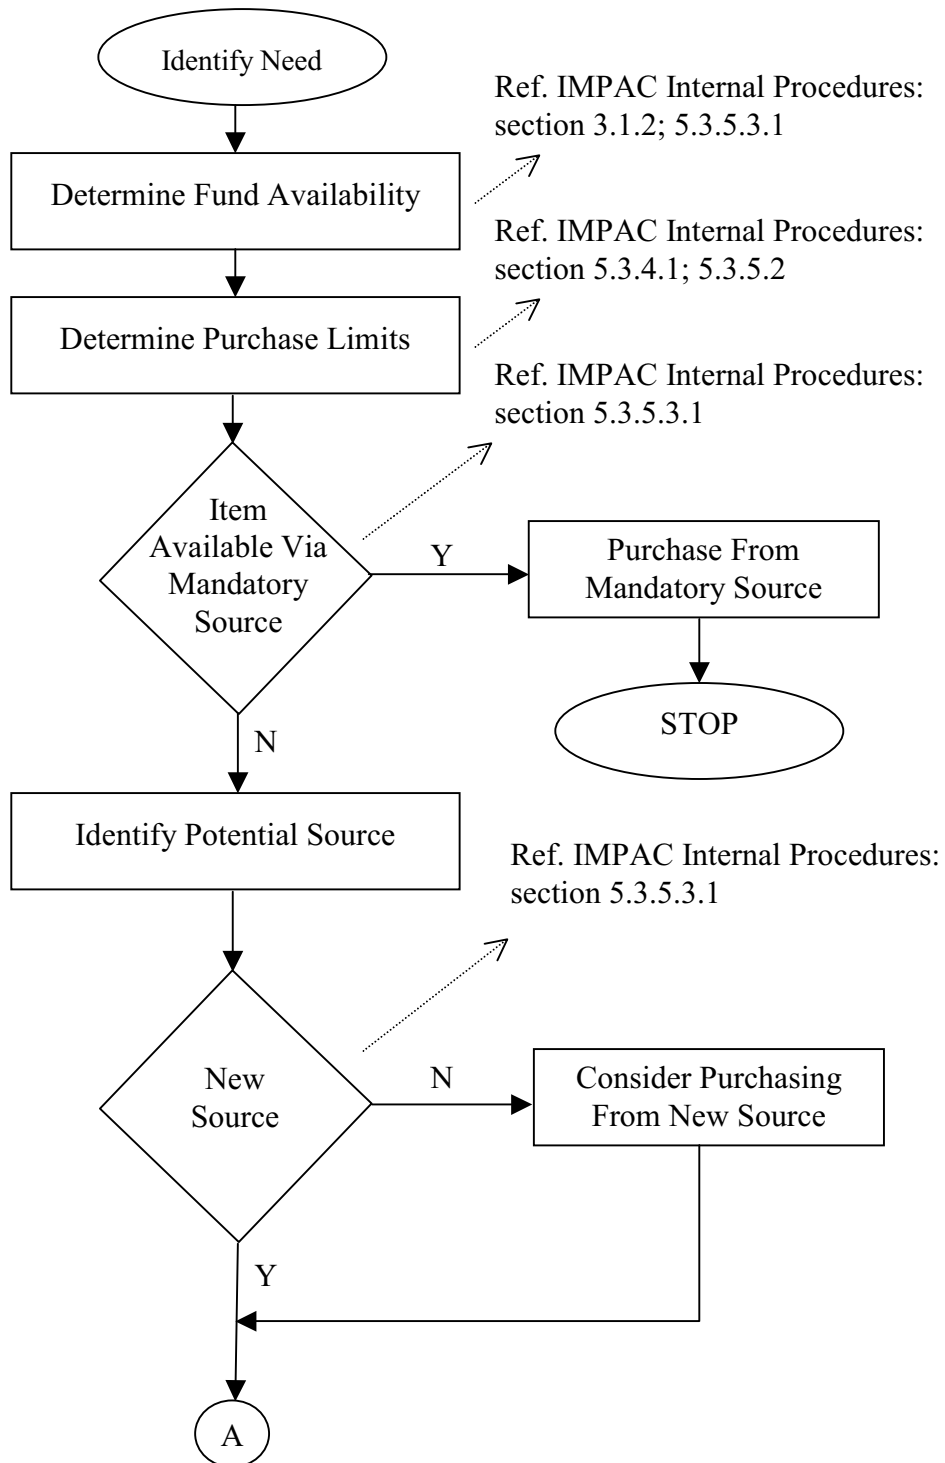 Identify Need
Ref. IMPAC Internal Procedures:
section 3.1.2; 5.3.5.3.1
Determine Fund Availability
Ref. IMPAC Internal Procedures:
section 5.3.4.1; 5.3.5.2
Determine Purchase Limits
Ref. IMPAC Internal Procedures:
section 5.3.5.3.1
Item
Available Via
Mandatory
Source
Y
Purchase From
Mandatory Source
STOP
N
Identify Potential Source
Ref. IMPAC Internal Procedures:
section 5.3.5.3.1
New
Source
N
Consider Purchasing
From New Source
Y
A